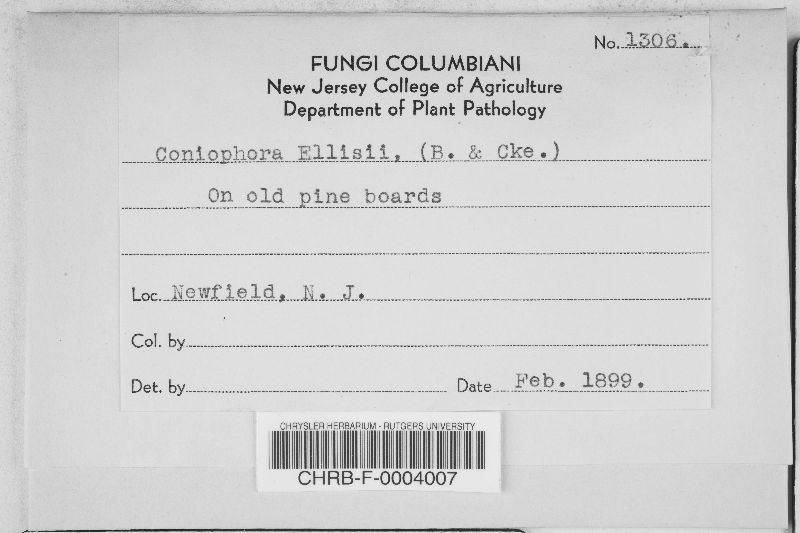 No. 1306.
FUNGI COLUMBIANI
New Jersey College of Agriculture
Department of Plant Pathology
Coniophora Ellisii, (B. & Cke.)
On old pine boards
Loc. Newfield, N. J.
Col. by
Det. by Date Feb. 1899.
CHRYSLER HERBARIUM - RUTGERS UNIVERSITY
CHRB-F-0004007